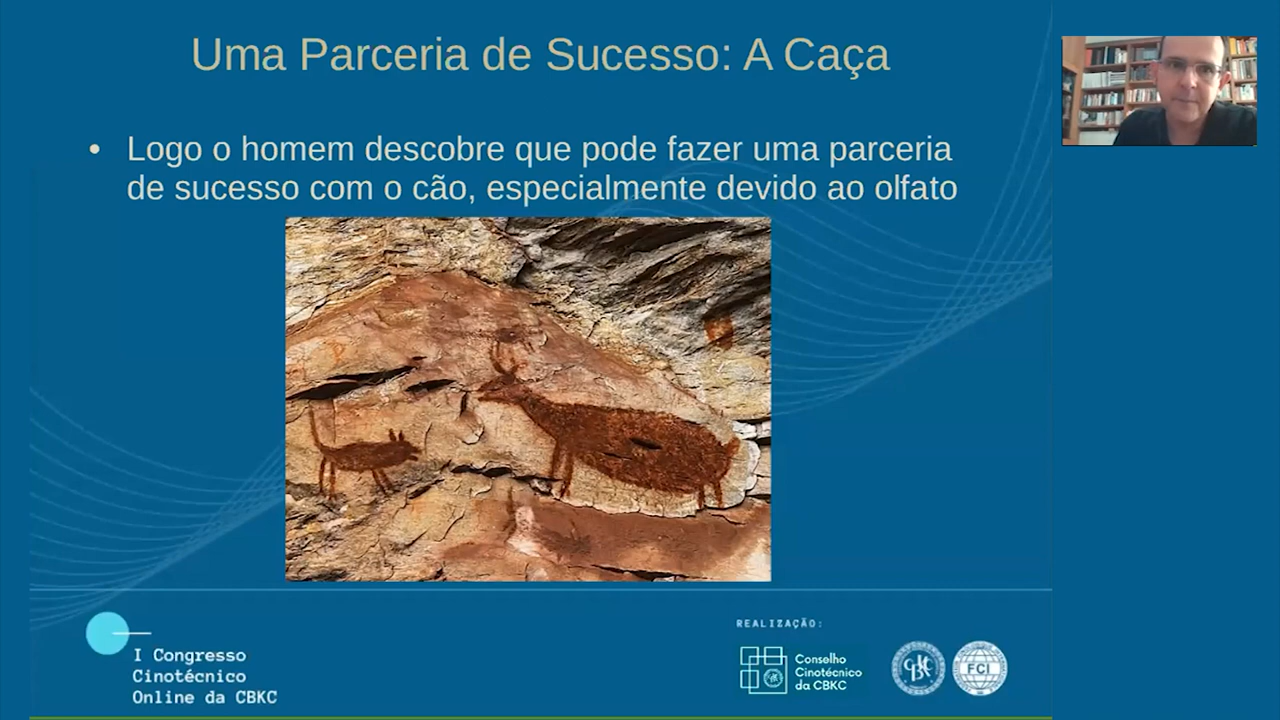 Uma Parceria de Sucesso: A Caça
• Logo o homem descobre que pode fazer uma parceria
de sucesso com o cão, especialmente devido ao olfato
I Congresso
Cinotécnico
Online da CBKC
REALIZAÇÃO:
Conselho
Cinotécnico
da CBKC
CBKC
FCI